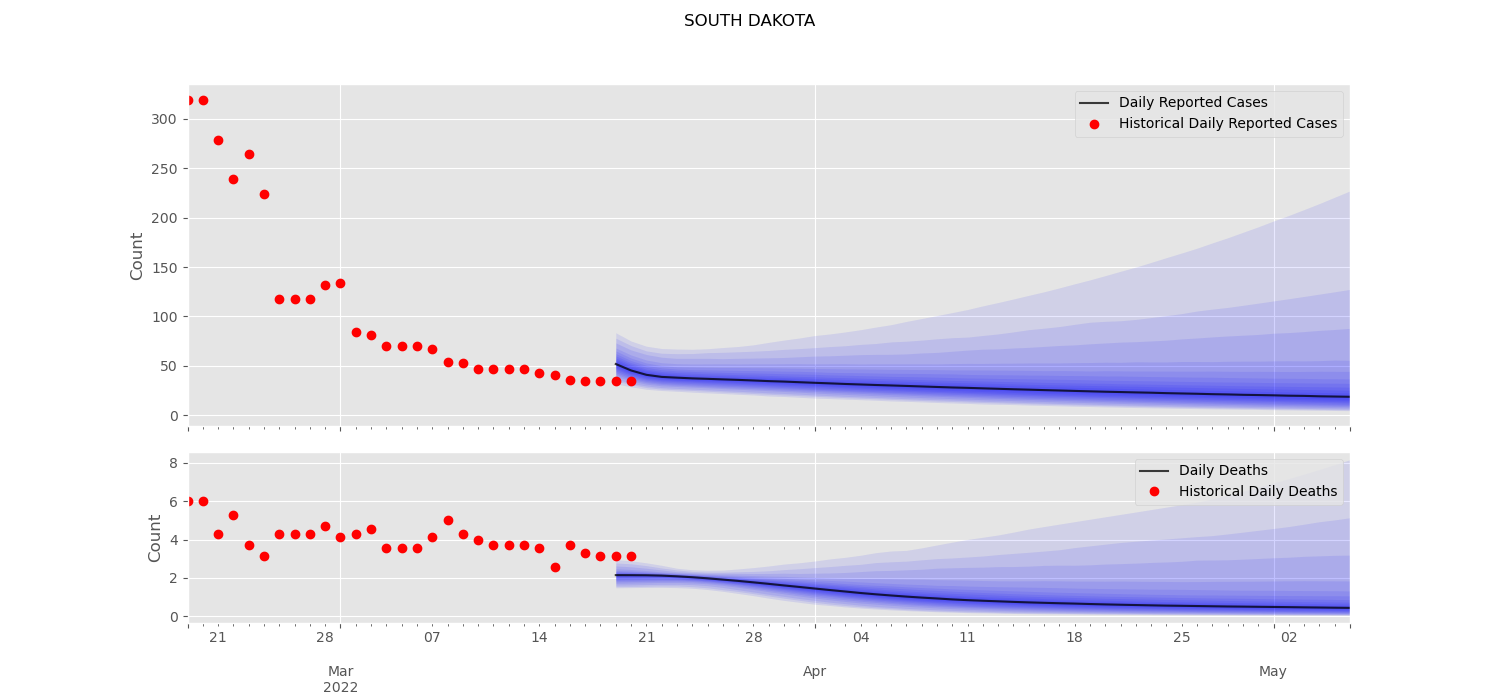 SOUTH DAKOTA
Daily Reported Cases
Historical Daily Reported Cases
Count
300
250
200
150
100
50
0
Daily Deaths
Historical Daily Deaths
Count
8
6
4
2
0
21 28 07 14 21 28 04 11 18 25 02
Mar Apr May
2022